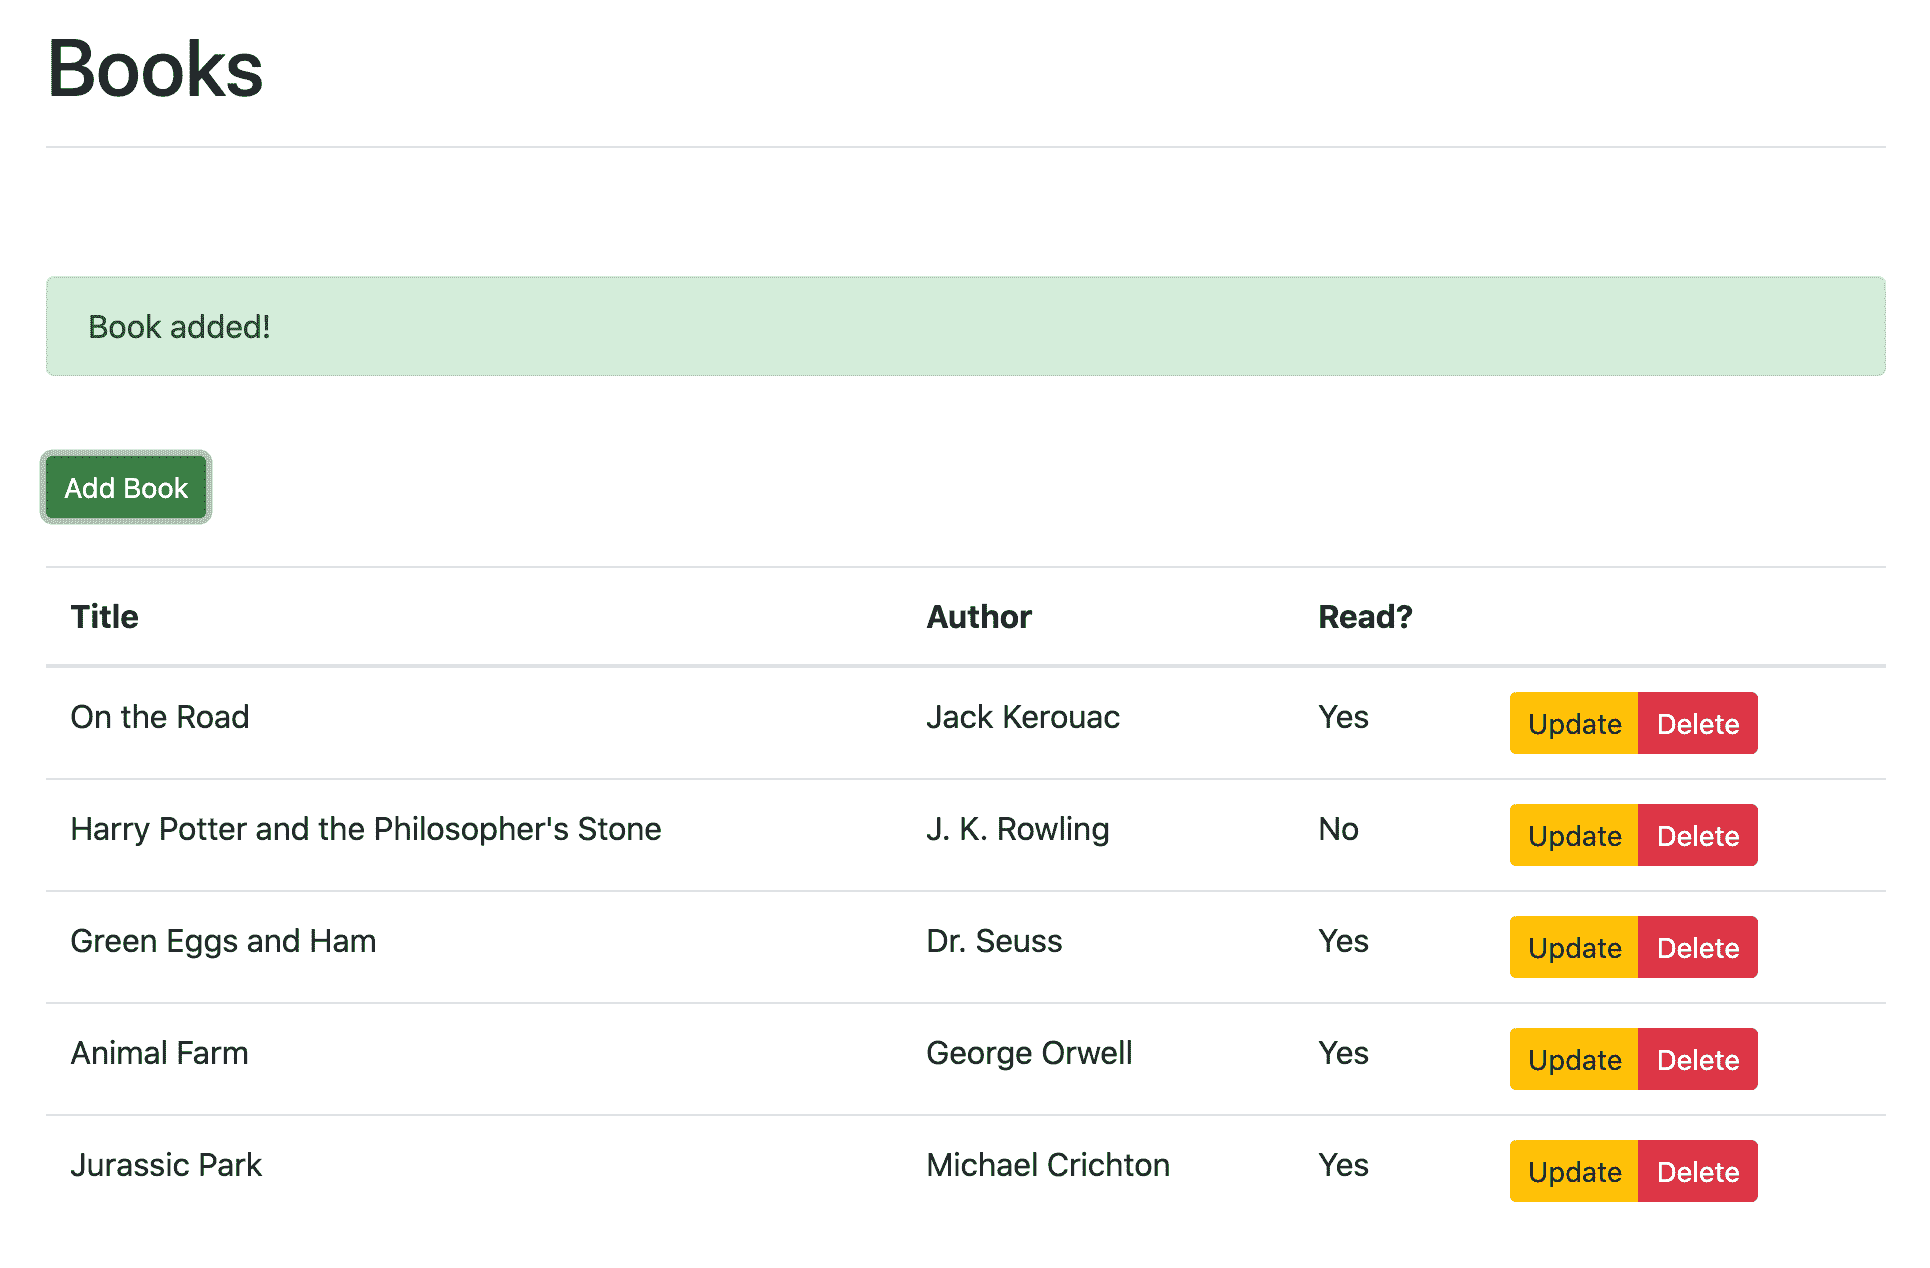 Books
Book added!
Add Book
Title Author Read?
On the Road Jack Kerouac Yes Update Delete
Harry Potter and the Philosopher's Stone J. K. Rowling No Update Delete
Green Eggs and Ham Dr. Seuss Yes Update Delete
Animal Farm George Orwell Yes Update Delete
Jurassic Park Michael Crichton Yes Update Delete